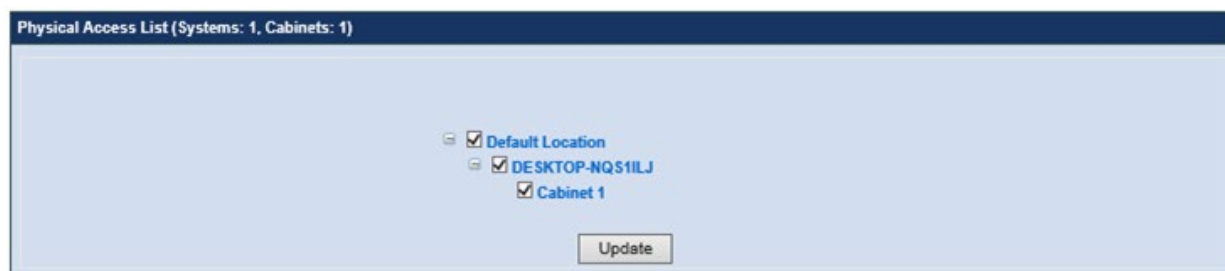 Physical Access List (Systems: 1, Cabinets: 1)
Default Location
DESKTOP-NQS1ILJ
Cabinet 1
Update